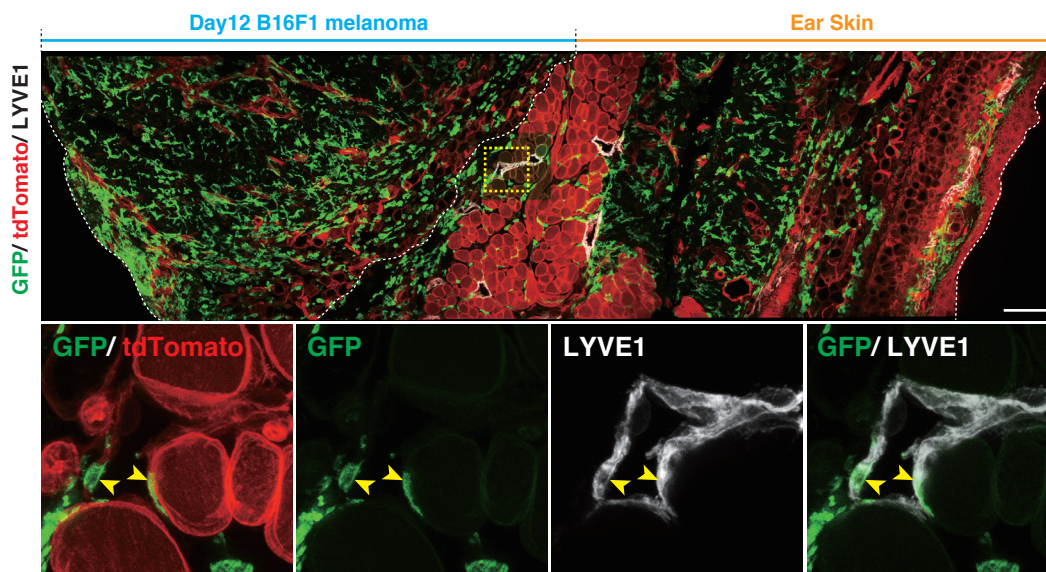 Day12 B16F1 melanoma
Ear Skin
GFP/ tdTomato/ LYVE1
GFP/ tdTomato
GFP
LYVE1
GFP/ LYVE1